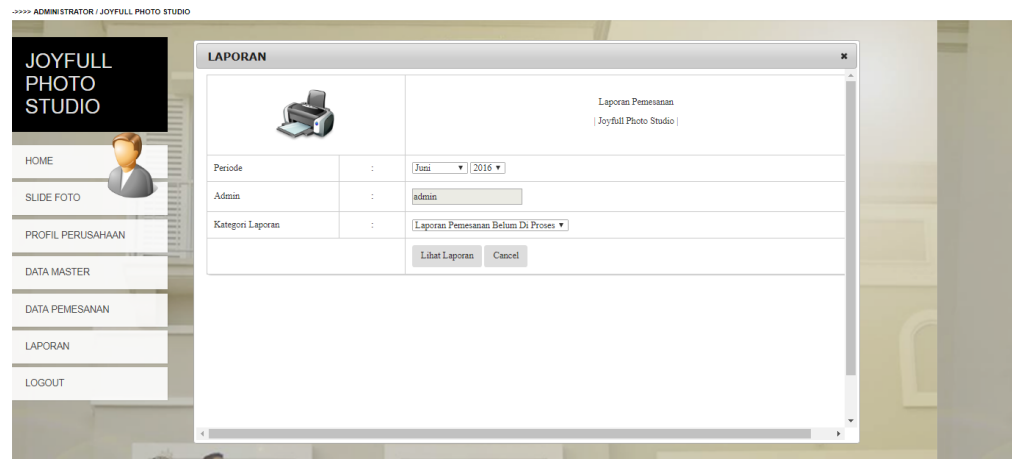 ->>>> ADMINISTRATOR / JOYFULL PHOTO STUDIO
JOYFULL
PHOTO
STUDIO
HOME
SLIDE FOTO
PROFIL PERUSAHAAN
DATA MASTER
DATA PEMESANAN
LAPORAN
LOGOUT
LAPORAN
Laporan Pemesanan
| Joyfull Photo Studio |
Periode : Juni 2016
Admin : admin
Kategori Laporan : Laporan Pemesanan Belum Di Proses
Lihat Laporan Cancel